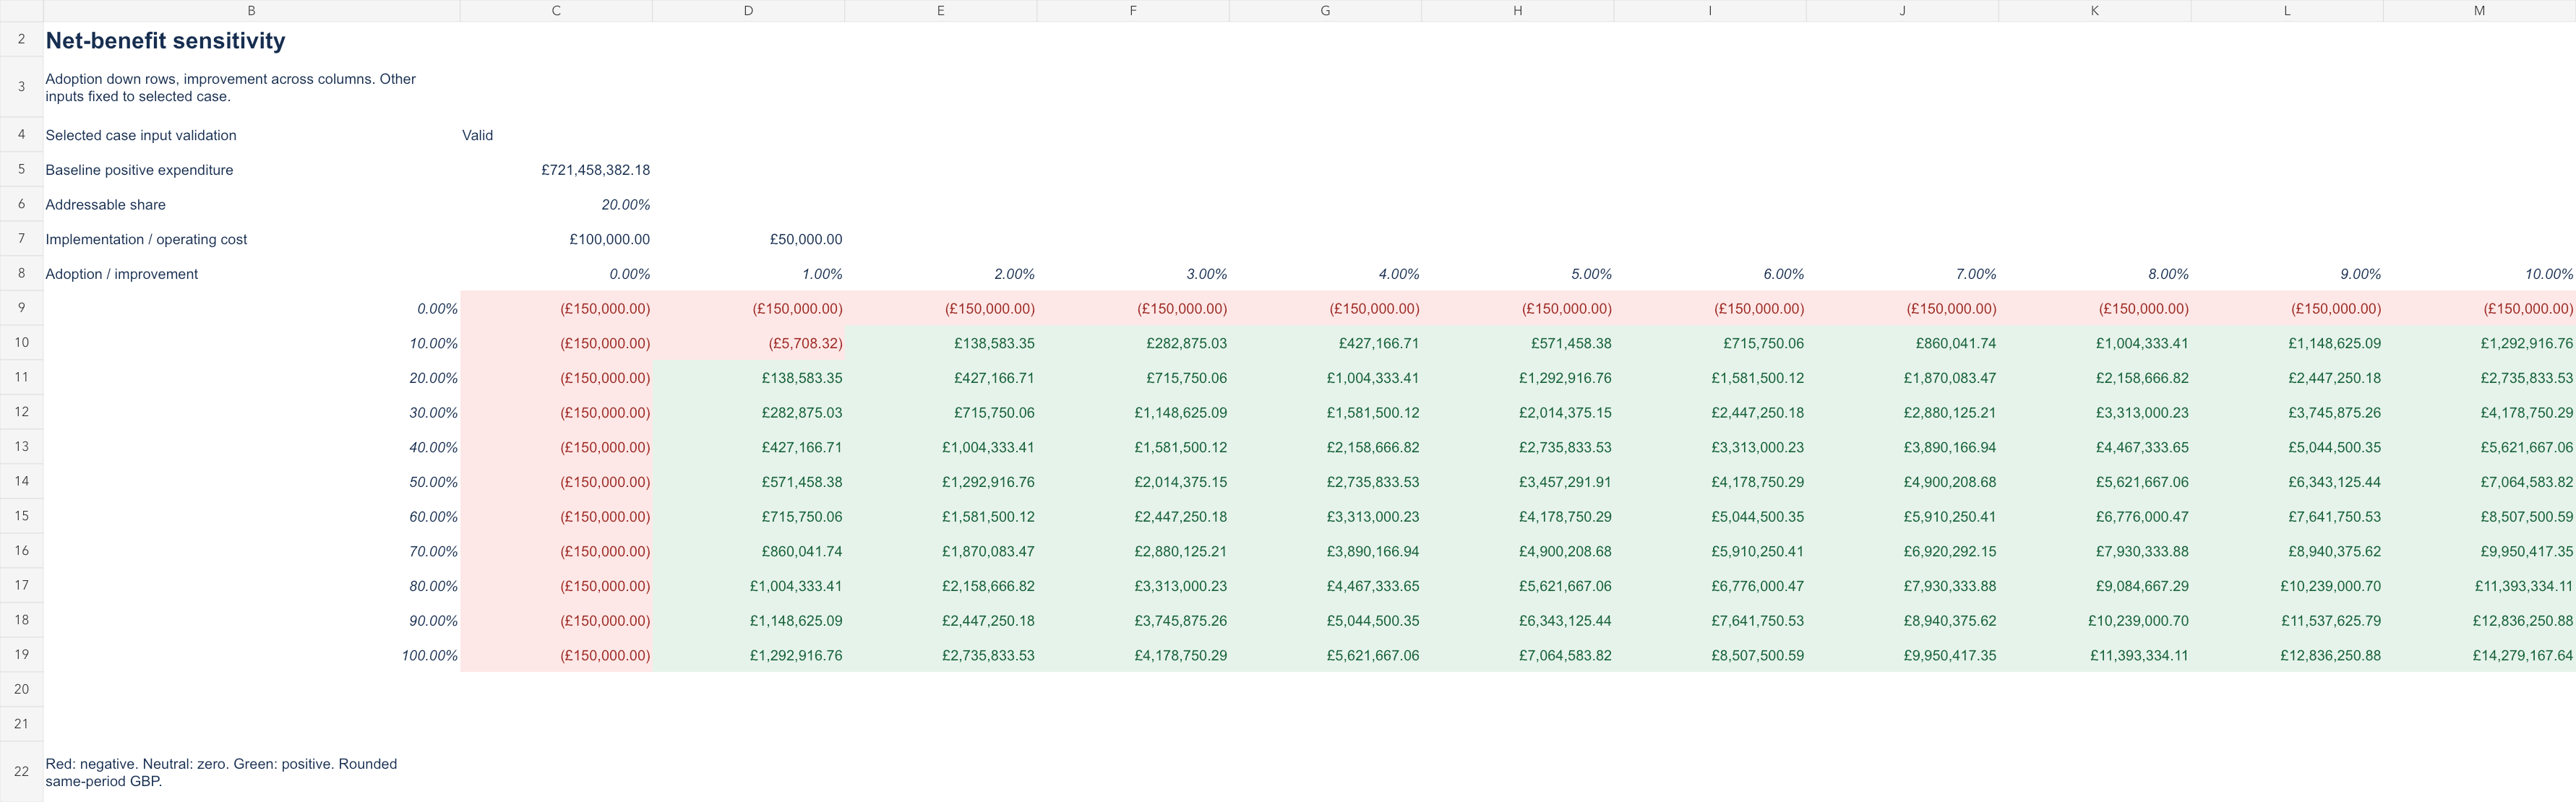 B C D E F G H I J K L M
2 Net-benefit sensitivity
3 Adoption down rows, improvement across columns. Other
inputs fixed to selected case.
4 Selected case input validation Valid
5 Baseline positive expenditure £721,458,382.18
6 Addressable share 20.00%
7 Implementation / operating cost £100,000.00 £50,000.00
8 Adoption / improvement 0.00% 1.00% 2.00% 3.00% 4.00% 5.00% 6.00% 7.00% 8.00% 9.00% 10.00%
9 0.00% (£150,000.00) (£150,000.00) (£150,000.00) (£150,000.00) (£150,000.00) (£150,000.00) (£150,000.00) (£150,000.00) (£150,000.00) (£150,000.00) (£150,000.00)
10 10.00% (£150,000.00) (£5,708.32) £138,583.35 £282,875.03 £427,166.71 £571,458.38 £715,750.06 £860,041.74 £1,004,333.41 £1,148,625.09 £1,292,916.76
11 20.00% (£150,000.00) £138,583.35 £427,166.71 £715,750.06 £1,004,333.41 £1,292,916.76 £1,581,500.12 £1,870,083.47 £2,158,666.82 £2,447,250.18 £2,735,833.53
12 30.00% (£150,000.00) £282,875.03 £715,750.06 £1,148,625.09 £1,581,500.12 £2,014,375.15 £2,447,250.18 £2,880,125.21 £3,313,000.23 £3,745,875.26 £4,178,750.29
13 40.00% (£150,000.00) £427,166.71 £1,004,333.41 £1,581,500.12 £2,158,666.82 £2,735,833.53 £3,313,000.23 £3,890,166.94 £4,467,333.65 £5,044,500.35 £5,621,667.06
14 50.00% (£150,000.00) £571,458.38 £1,292,916.76 £2,014,375.15 £2,735,833.53 £3,457,291.91 £4,178,750.29 £4,900,208.68 £5,621,667.06 £6,343,125.44 £7,064,583.82
15 60.00% (£150,000.00) £715,750.06 £1,581,500.12 £2,447,250.18 £3,313,000.23 £4,178,750.29 £5,044,500.35 £5,910,250.41 £6,776,000.47 £7,641,750.53 £8,507,500.59
16 70.00% (£150,000.00) £860,041.74 £1,870,083.47 £2,880,125.21 £3,890,166.94 £4,900,208.68 £5,910,250.41 £6,920,292.15 £7,930,333.88 £8,940,375.62 £9,950,417.35
17 80.00% (£150,000.00) £1,004,333.41 £2,158,666.82 £3,313,000.23 £4,467,333.65 £5,621,667.06 £6,776,000.47 £7,930,333.88 £9,084,667.29 £10,239,000.70 £11,393,334.11
18 90.00% (£150,000.00) £1,148,625.09 £2,447,250.18 £3,745,875.26 £5,044,500.35 £6,343,125.44 £7,641,750.53 £8,940,375.62 £10,239,000.70 £11,537,625.79 £12,836,250.88
19 100.00% (£150,000.00) £1,292,916.76 £2,735,833.53 £4,178,750.29 £5,621,667.06 £7,064,583.82 £8,507,500.59 £9,950,417.35 £11,393,334.11 £12,836,250.88 £14,279,167.64
20
21
22 Red: negative. Neutral: zero. Green: positive. Rounded
same-period GBP.